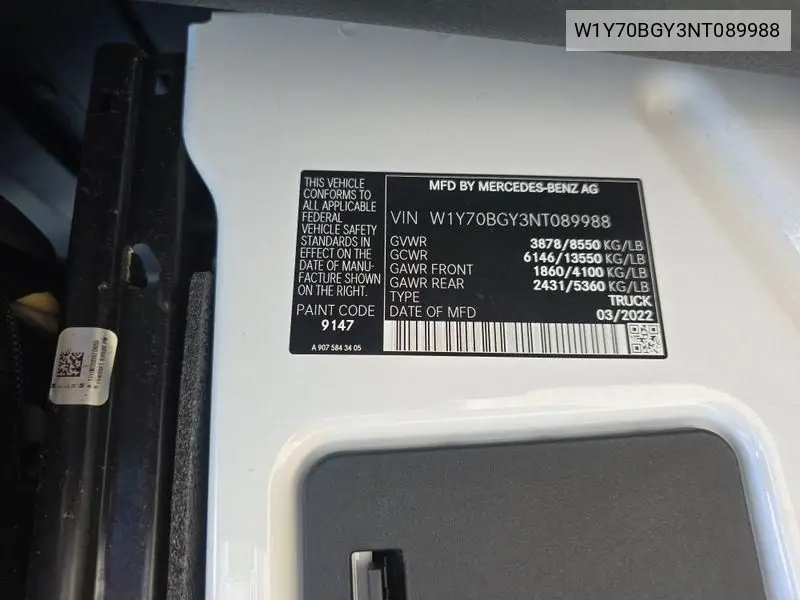 W1Y70BGY3NT089988
THIS VEHICLE
CONFORMS TO
ALL APPLICABLE
FEDERAL
VEHICLE SAFETY
STANDARDS IN
EFFECT ON THE
DATE OF MANU-
FACTURE SHOWN
ON THE RIGHT.
PAINT CODE
9147
A 907 584 34 05
MFD BY MERCEDES-BENZ AG
VIN W1Y70BGY3NT089988
GVWR 3878/8550 KG/LB
GCWR 6146/13550 KG/LB
GAWR FRONT 1860/4100 KG/LB
GAWR REAR 2431/5360 KG/LB
TYPE TRUCK
DATE OF MFD 03/2022